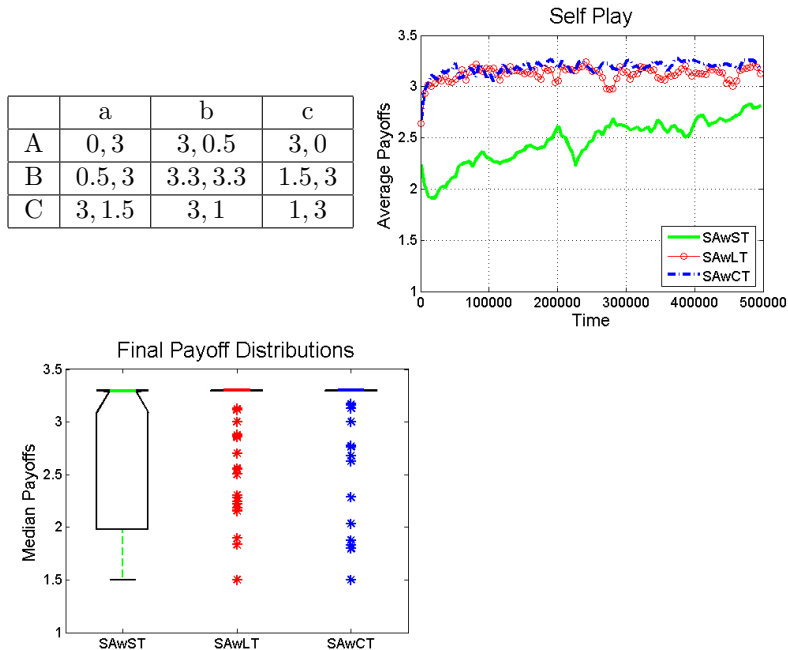 a b c
A 0, 3 3, 0.5 3, 0
B 0.5, 3 3.3, 3.3 1.5, 3
C 3, 1.5 3, 1 1, 3
Self Play
3.5
3
2.5
2
1.5
1
Average Payoffs
0 100000 200000 300000 400000 500000
Time
SAwST
SAwLT
SAwCT
Final Payoff Distributions
3.5
3
2.5
2
1.5
1
Median Payoffs
SAwST SAwLT SAwCT